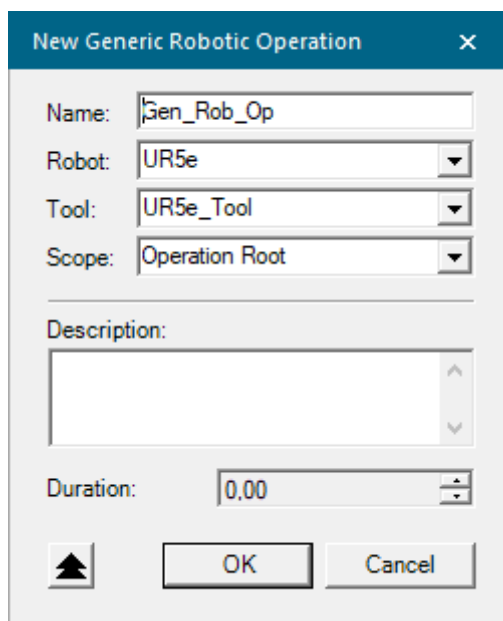 New Generic Robotic Operation
Name: Gen_Rob_Op
Robot: UR5e
Tool: UR5e_Tool
Scope: Operation Root
Description:
Duration: 0,00
OK Cancel